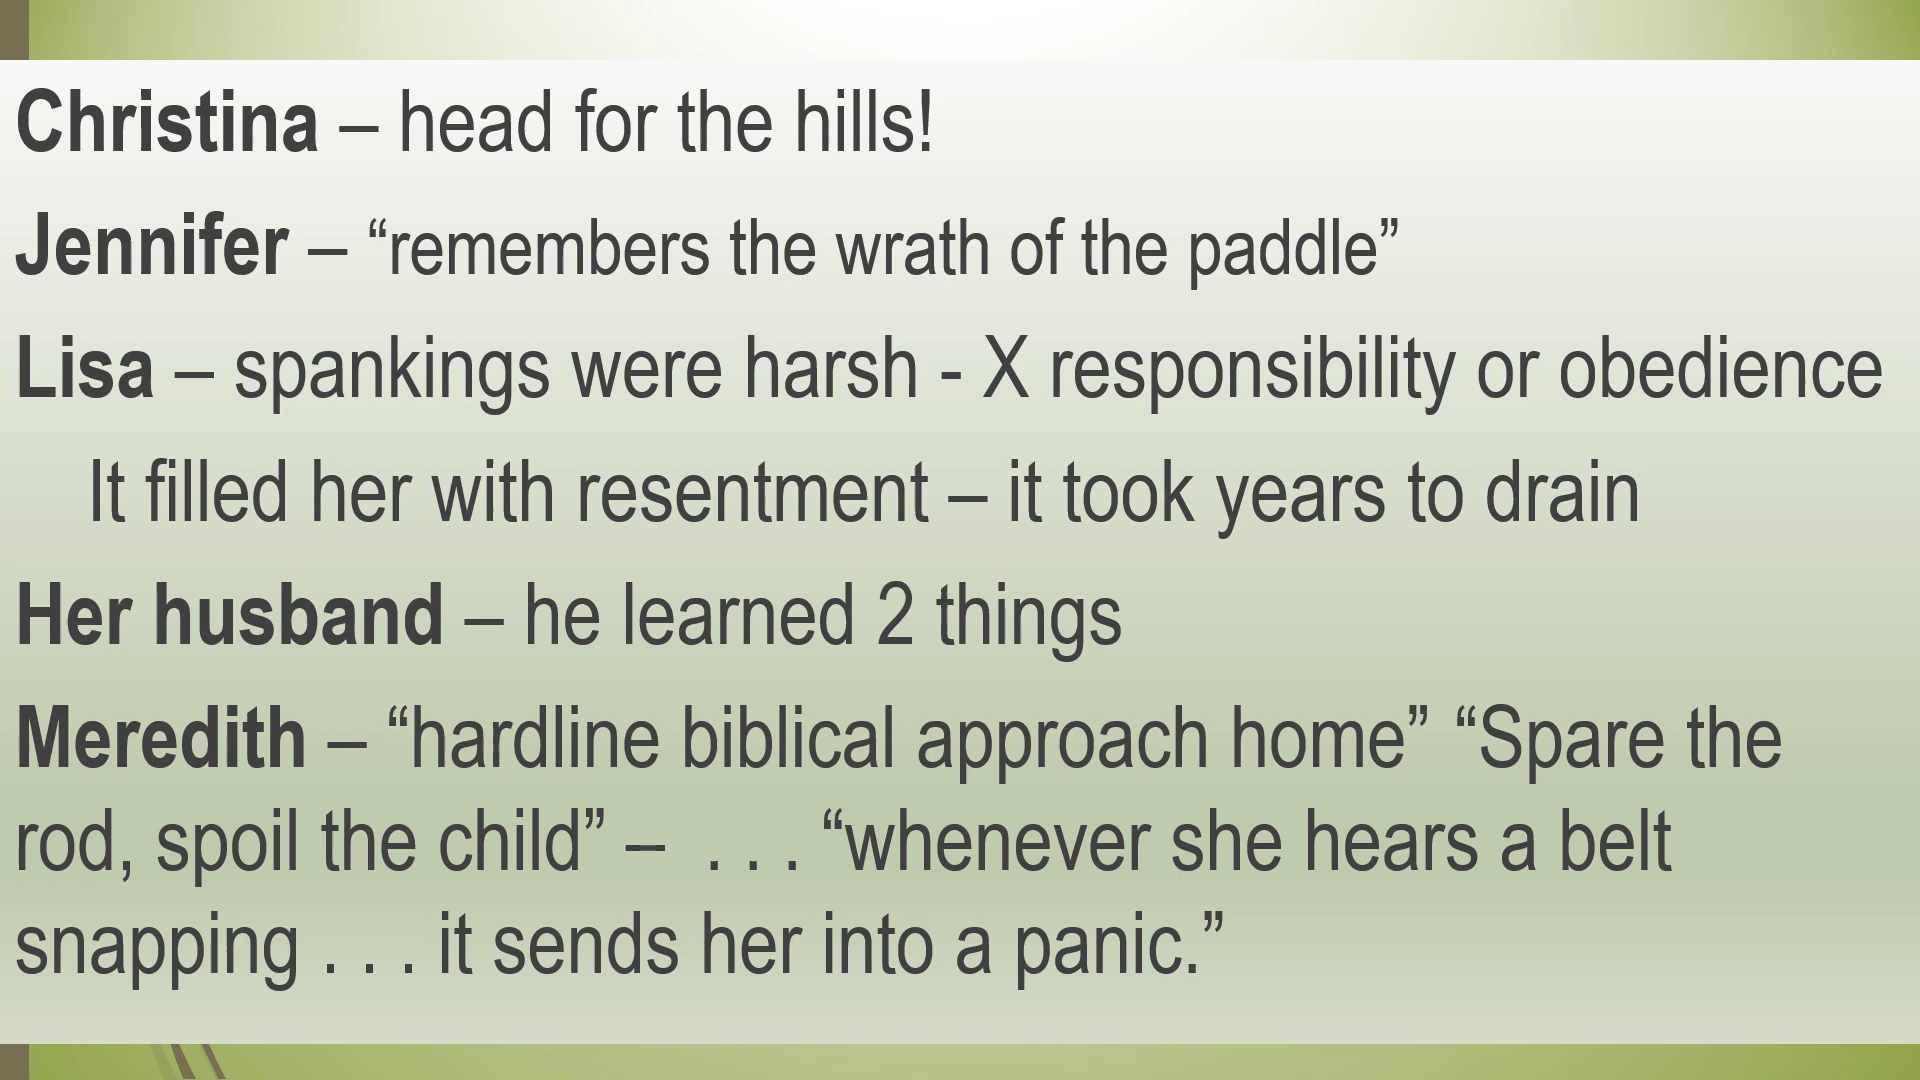 Christina – head for the hills!
Jennifer – “remembers the wrath of the paddle”
Lisa – spankings were harsh - X responsibility or obedience
It filled her with resentment – it took years to drain
Her husband – he learned 2 things
Meredith – “hardline biblical approach home” “Spare the
rod, spoil the child” – . . . “whenever she hears a belt
snapping . . . it sends her into a panic.”